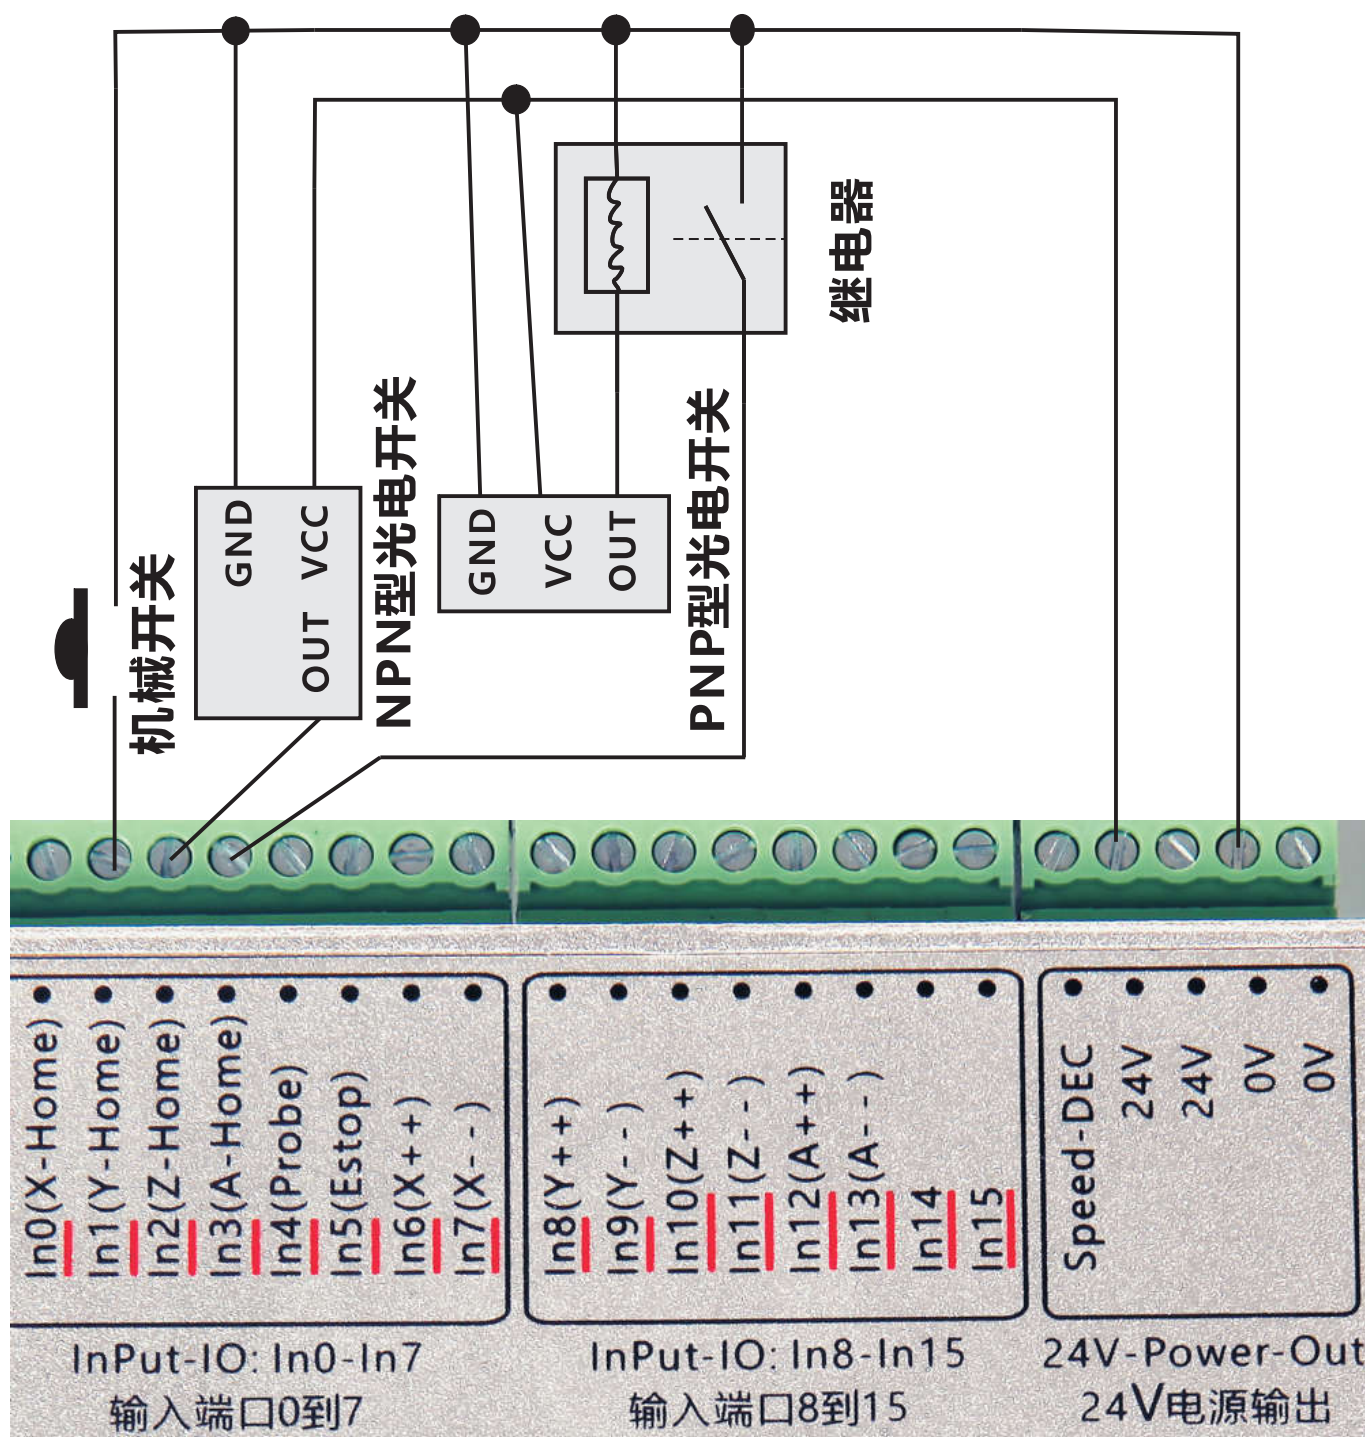 继电器
机械开关
GND
VCC
OUT
NPN型光电开关
GND
VCC
OUT
PNP型光电开关
In0(X-Home)
In1(Y-Home)
In2(Z-Home)
In3(A-Home)
In4(Probe)
In5(Estop)
In6(X++)
In7(X--)
In8(Y++)
In9(Y--)
In10(Z++)
In11(Z--)
In12(A++)
In13(A--)
In14
In15
Speed-DEC
24V
24V
0V
0V
InPut-IO: In0-In7
输入端口0到7
InPut-IO: In8-In15
输入端口8到15
24V-Power-Out
24V电源输出